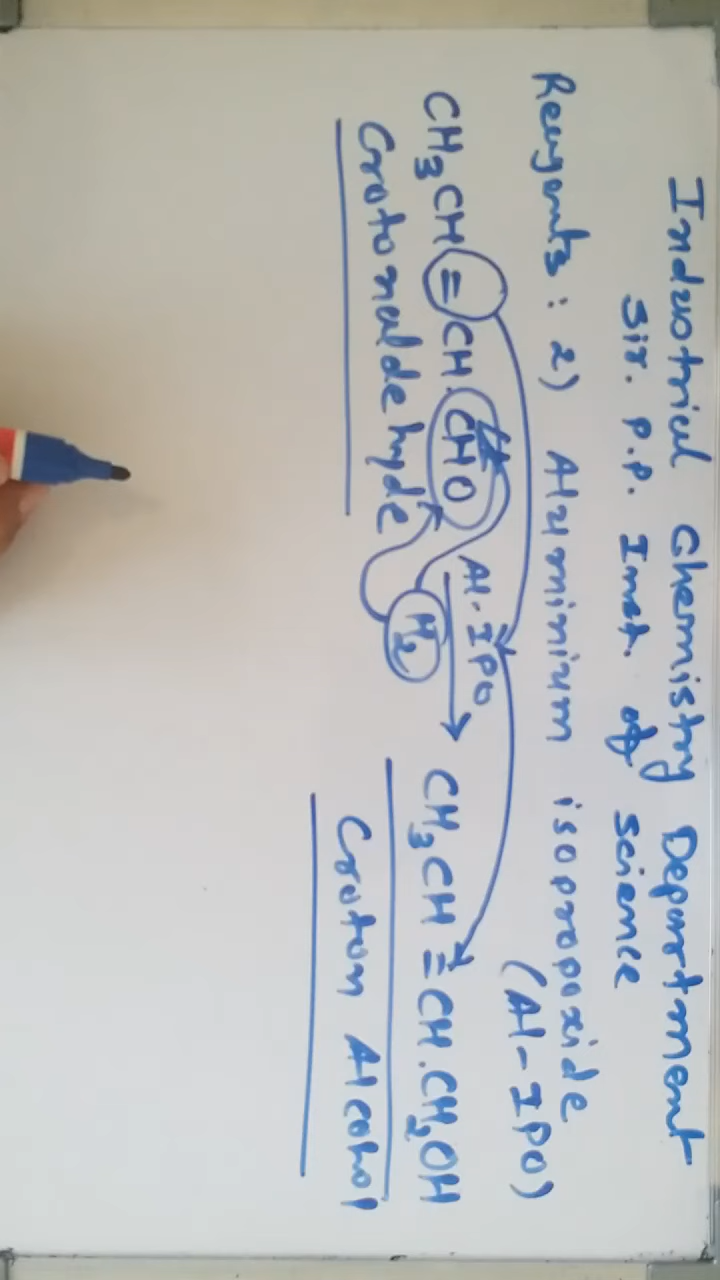 Industrial Chemistry Department
Sir. P.P. Inst. of Science
Reagents : 2) Aluminium isopropoxide
(Al-IPO)
CH3CH=CH.CHO Al-IPO H2 CH3CH=CH.CH2OH
Crotonaldehyde Croton Alcohol